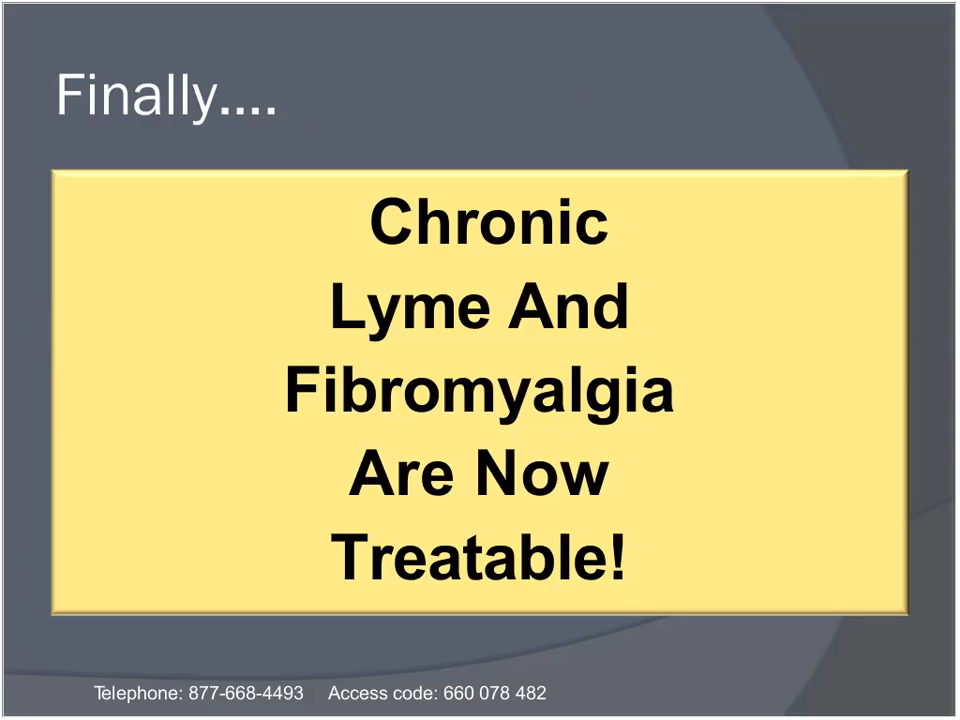 Finally....
Chronic
Lyme And
Fibromyalgia
Are Now
Treatable!
Telephone: 877-668-4493 Access code: 660 078 482